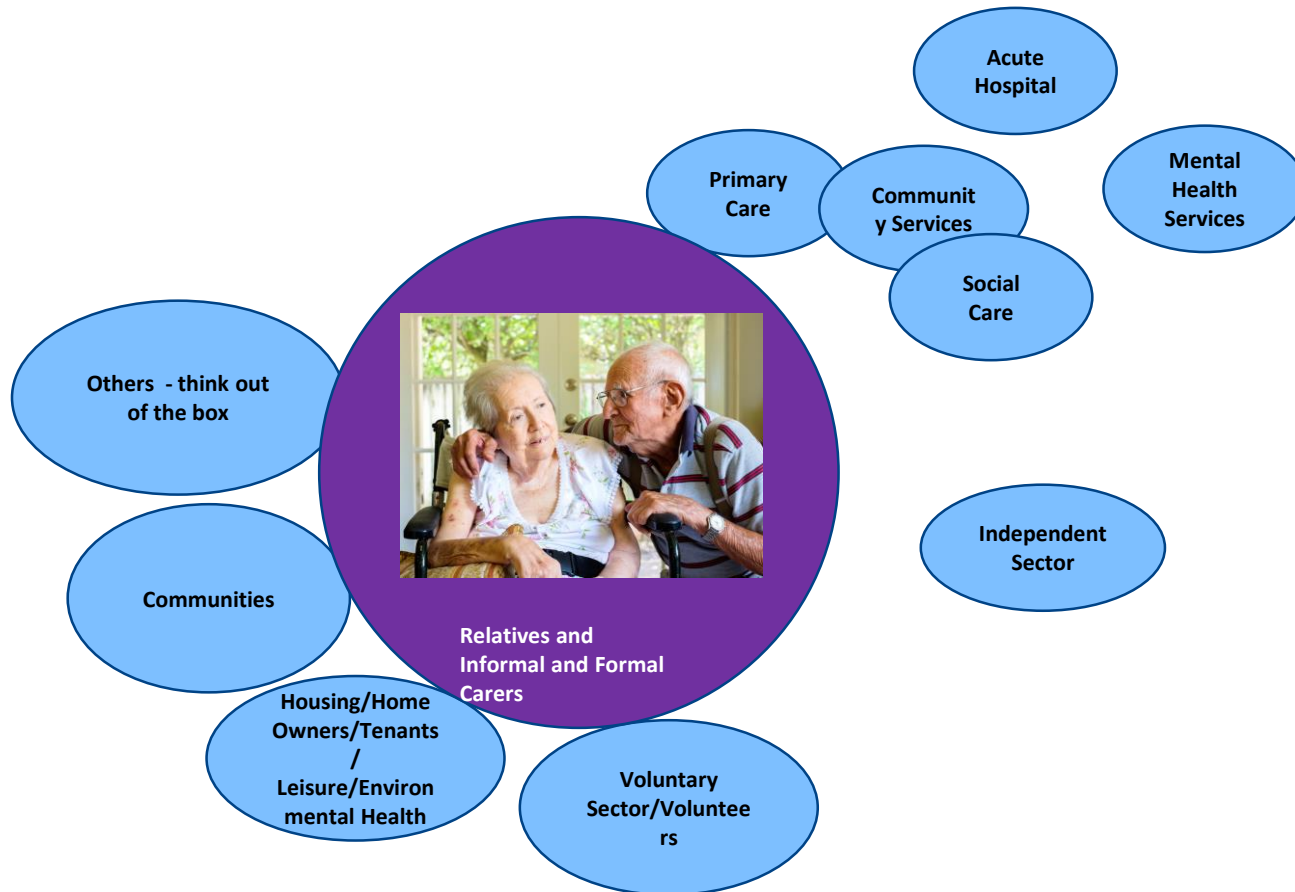 Acute
Hospital
Primary
Care
Communit
y Services
Mental
Health
Services
Social
Care
Others  - think out
of the box
Independent
Sector
Communities
Relatives and
Informal and Formal
Carers
Housing/Home
Owners/Tenants
/
Leisure/Environ
mental Health
Voluntary
Sector/Voluntee
rs